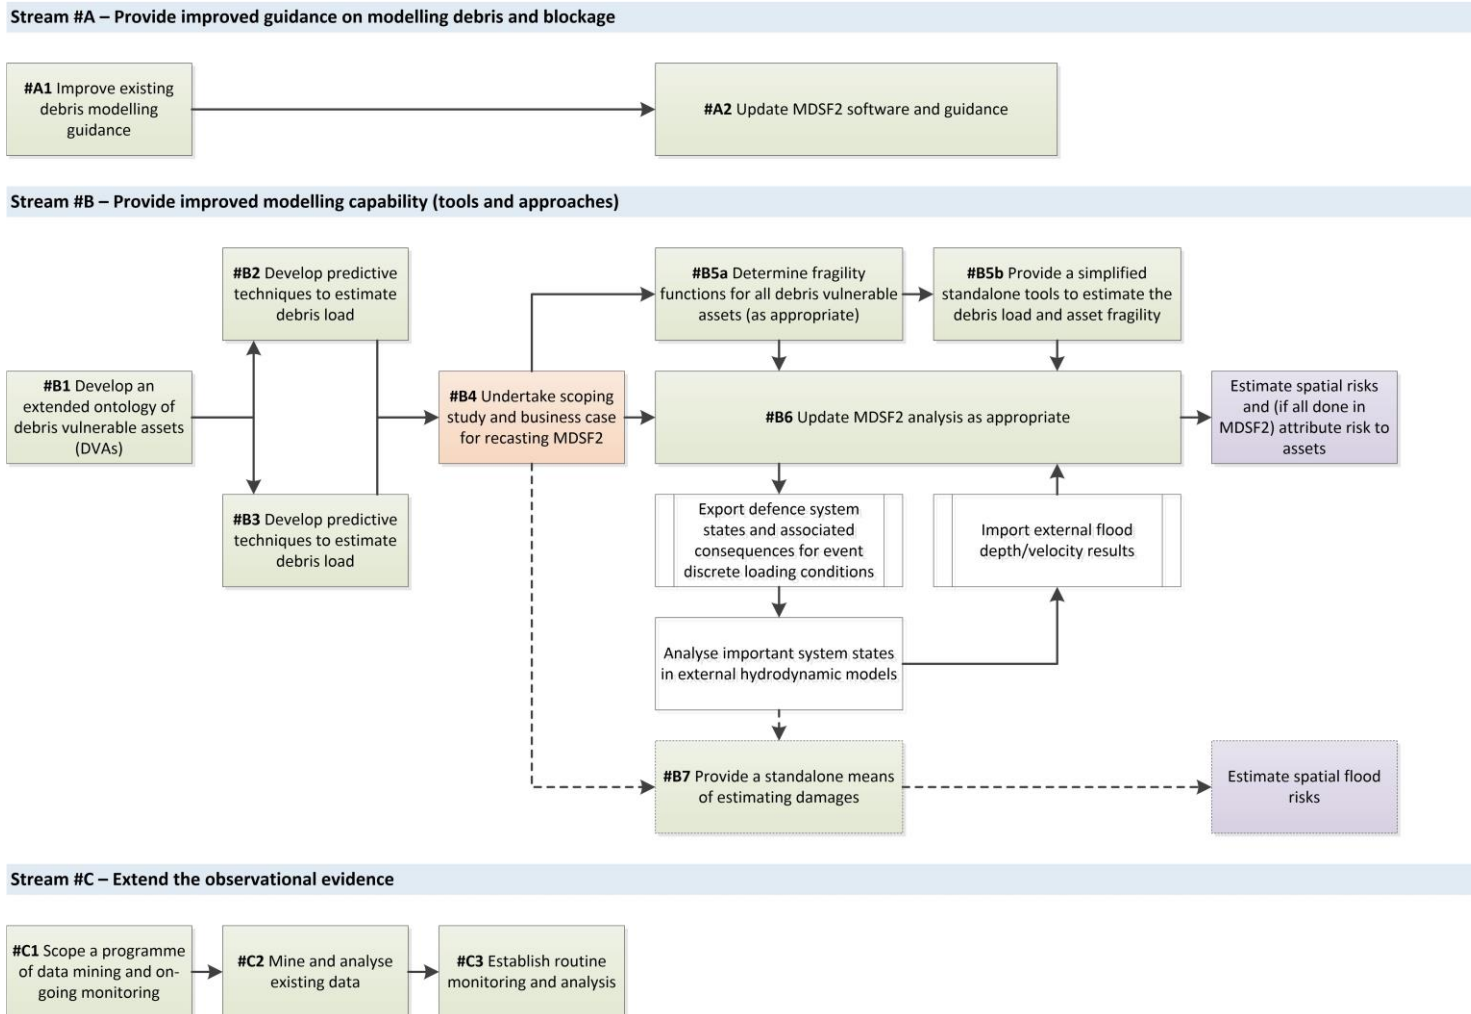 Stream #A – Provide improved guidance on modelling debris and blockage
#A1 Improve existing
debris modelling
guidance
#A2 Update MDSF2 software and guidance
Stream #B – Provide improved modelling capability (tools and approaches)
#B2 Develop predictive
techniques to estimate
debris load
#B5a Determine fragility
functions for all debris vulnerable
assets (as appropriate)
#B5b Provide a simplified
standalone tools to estimate the
debris load and asset fragility
#B1 Develop an
extended ontology of
debris vulnerable assets
(DVAs)
#B4 Undertake scoping
study and business case
for recasting MDSF2
#B6 Update MDSF2 analysis as appropriate
Estimate spatial risks
and (if all done in
MDSF2) attribute risk to
assets
#B3 Develop predictive
techniques to estimate
debris load
Export defence system
states and associated
consequences for event
discrete loading conditions
Import external flood
depth/velocity results
Analyse important system states
in external hydrodynamic models
#B7 Provide a standalone means
of estimating damages
Estimate spatial flood
risks
Stream #C – Extend the observational evidence
#C1 Scope a programme
of data mining and on-
going monitoring
#C2 Mine and analyse
existing data
#C3 Establish routine
monitoring and analysis